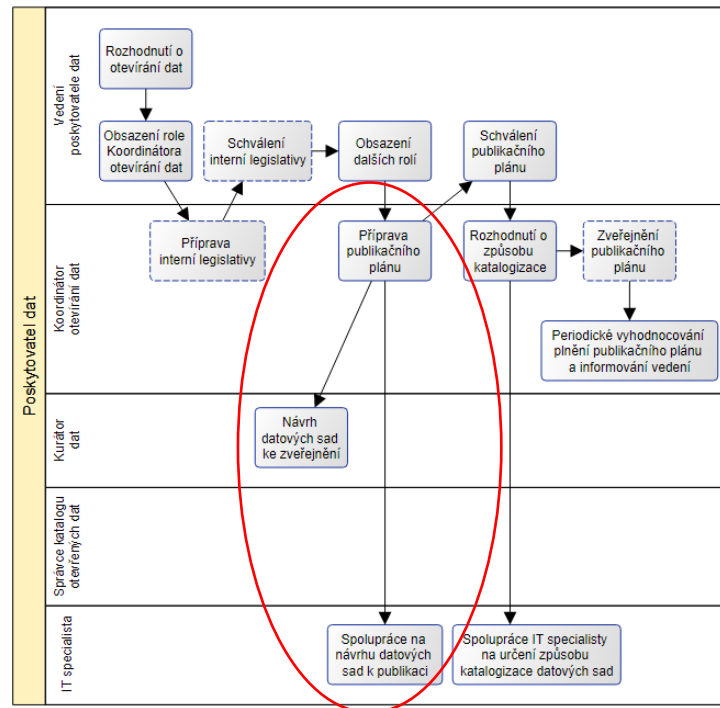 Poskytovatel dat
Vedení
poskytovatele dat
Rozhodnutí o
otevírání dat
Obsazení role
Koordinátora
otevírání dat
Schválení
interní legislativy
Obsazení
dalších rolí
Schválení
publikačního
plánu
Koordinátor
otevírání dat
Příprava
interní legislativy
Příprava
publikačního
plánu
Rozhodnutí o
způsobu
katalogizace
Zveřejnění
publikačního
plánu
Periodické vyhodnocování
plnění publikačního plánu
a informování vedení
Kurátor
dat
Návrh
datových sad
ke zveřejnění
Správce katalogu
otevřených dat
IT specialista
Spolupráce na
návrhu datových
sad k publikaci
Spolupráce IT specialisty
na určení způsobu
katalogizace datových sad